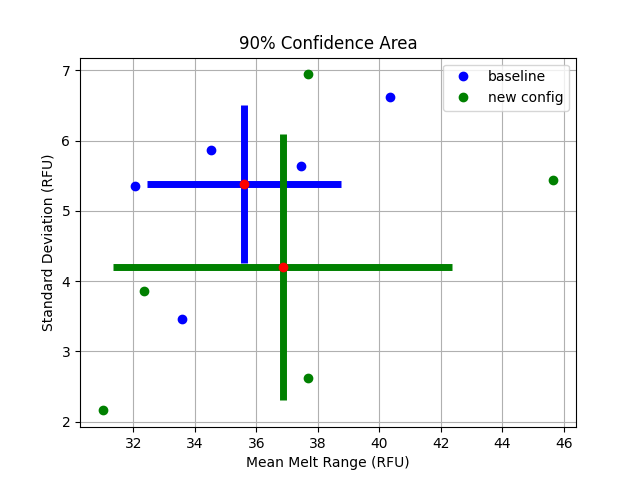 90% Confidence Area
baseline
new config
7
6
5
4
3
2
Standard Deviation (RFU)
32 34 36 38 40 42 44 46
Mean Melt Range (RFU)